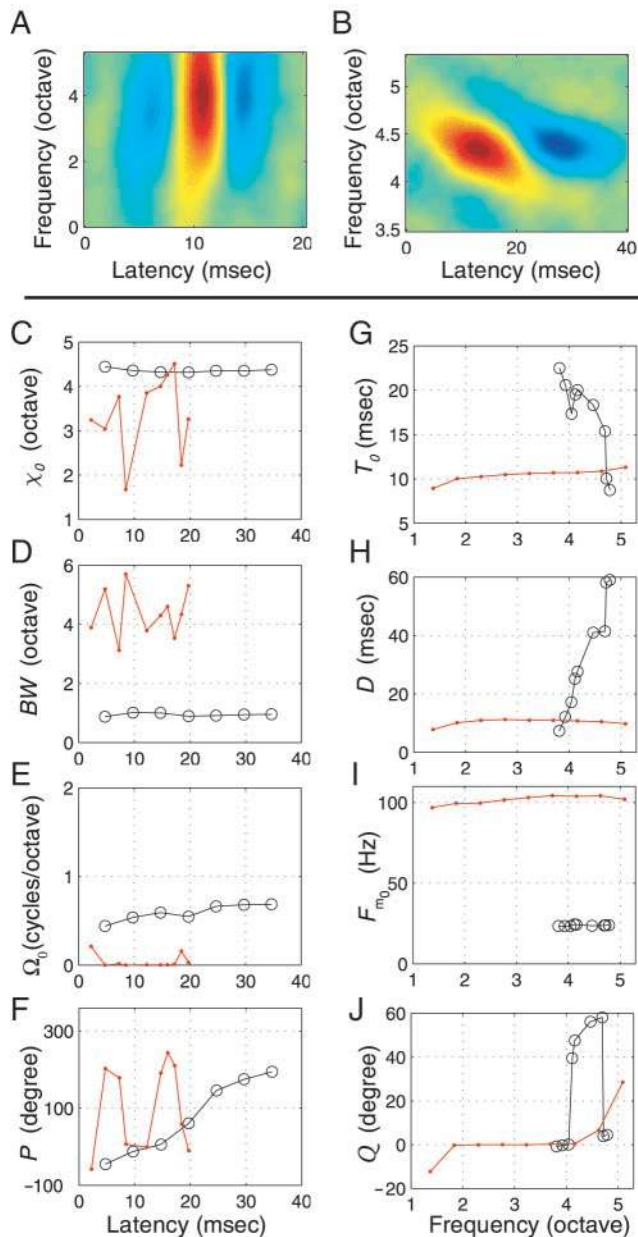 A
B
Frequency (octave)
4
2
0
0
10
20
Latency (msec)
Frequency (octave)
5
4.5
4
3.5
0
20
40
Latency (msec)
C
χ₀ (octave)
5
4
3
2
1
0 10 20 30 40
G
T₀ (msec)
25
20
15
10
5
1 2 3 4 5
D
BW (octave)
6
4
2
0
0 10 20 30 40
H
D (msec)
60
40
20
0
1 2 3 4 5
E
Ω₀(cycles/octave)
2
1
0
0 10 20 30 40
I
Fm₀ (Hz)
100
50
0
1 2 3 4 5
F
P (degree)
300
100
−100
0 10 20 30 40
Latency (msec)
J
Q (degree)
60
40
20
0
−20
1 2 3 4 5
Frequency (octave)